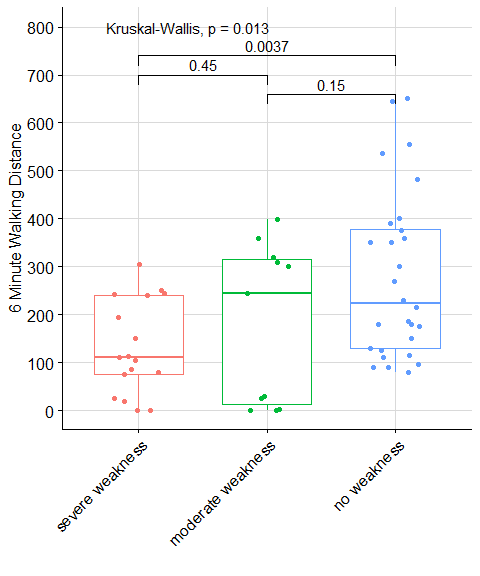 Kruskal-Wallis, p = 0.013
0.0037
0.45
0.15
6 Minute Walking Distance
800
700
600
500
400
300
200
100
0
severe weakness
moderate weakness
no weakness